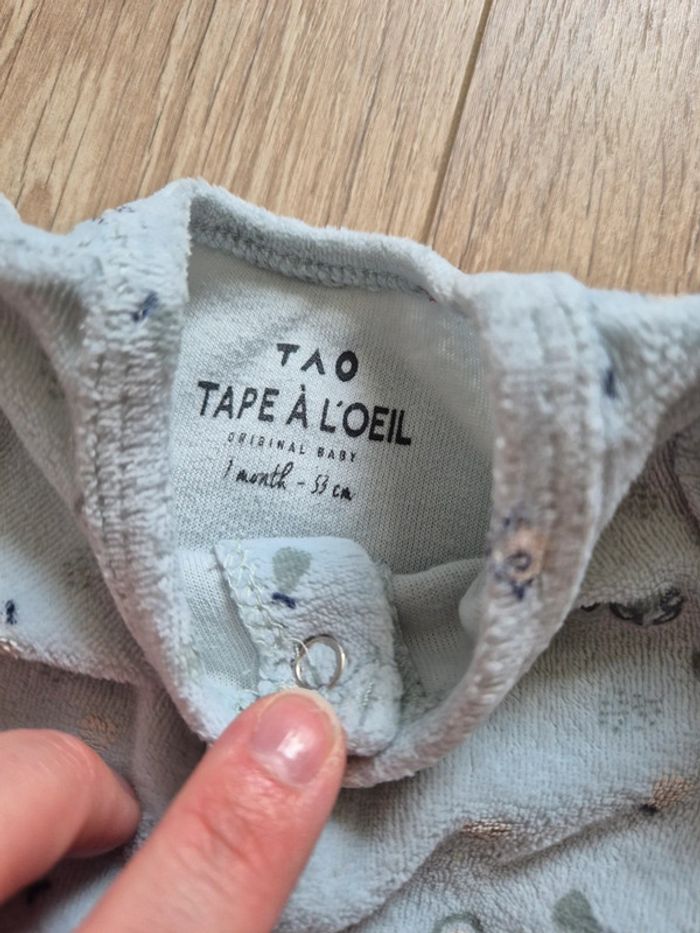 TAO
TAPE À L'OEIL
ORIGINAL BABY
1 month - 53 cm